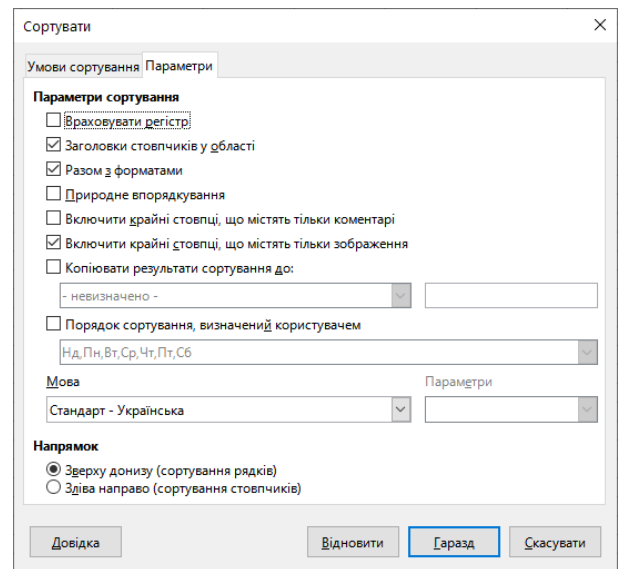 Сортувати
Умови сортування Параметри
Параметри сортування
Враховувати регістр
Заголовки стовпчиків у області
Разом з форматами
Природне впорядкування
Включити крайні стовпці, що містять тільки коментарі
Включити крайні стовпці, що містять тільки зображення
Копіювати результати сортування до:
- невизначено -
Порядок сортування, визначений користувачем
Нд,Пн,Вт,Ср,Чт,Пт,Сб
Мова Параметри
Стандарт - Українська
Напрямок
Зверху донизу (сортування рядків)
Зліва направо (сортування стовпчиків)
Довідка Відновити Гаразд Скасувати